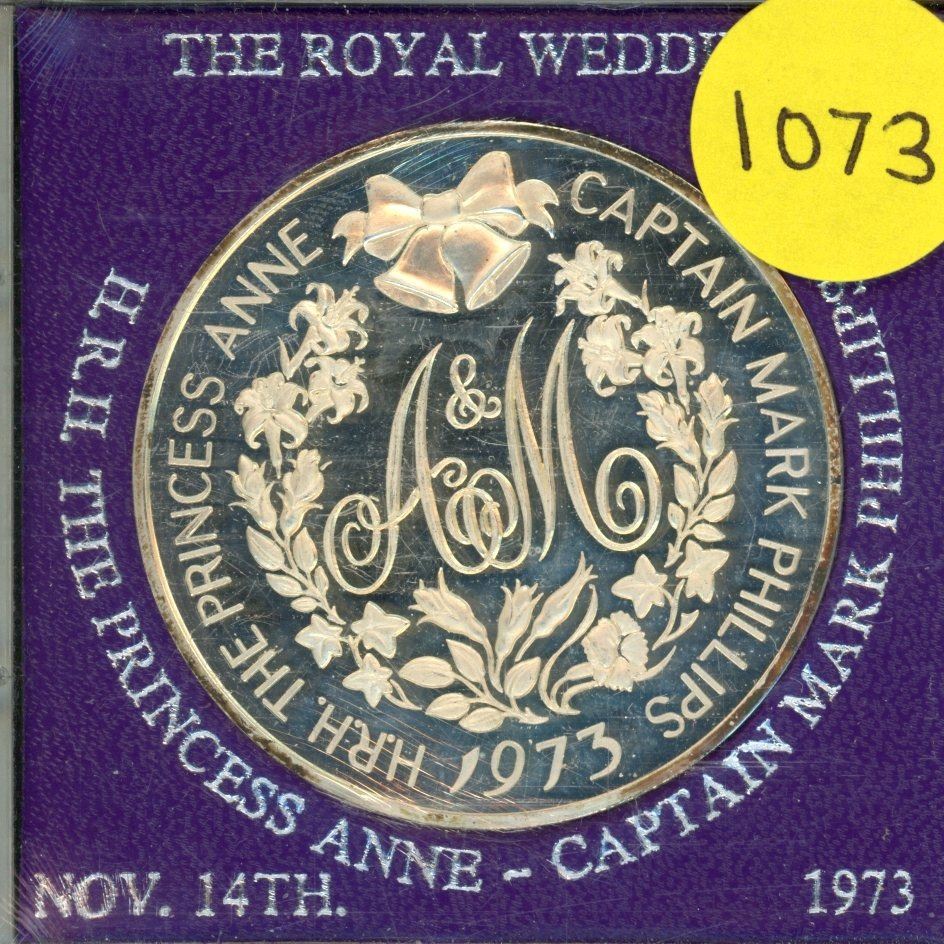 THE ROYAL WEDDI
1073
H.R.H. THE PRINCESS ANNE - CAPTAIN MARK PHILLIPS
H.R.H. THE PRINCESS ANNE CAPTAIN MARK PHILLIPS
A&M
1973
NOV. 14TH.
1973